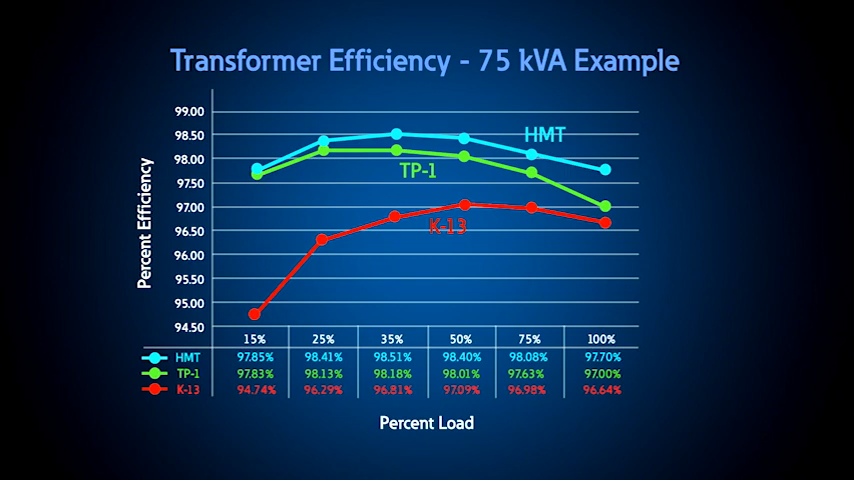 Transformer Efficiency - 75 kVA Example
Percent Efficiency
99.00
98.50
98.00
97.50
97.00
96.50
96.00
95.50
95.00
94.50
HMT
TP-1
K-13
15% 25% 35% 50% 75% 100%
HMT 97.85% 98.41% 98.51% 98.40% 98.08% 97.70%
TP-1 97.83% 98.13% 98.18% 98.01% 97.63% 97.00%
K-13 94.74% 96.29% 96.81% 97.09% 96.98% 96.64%
Percent Load